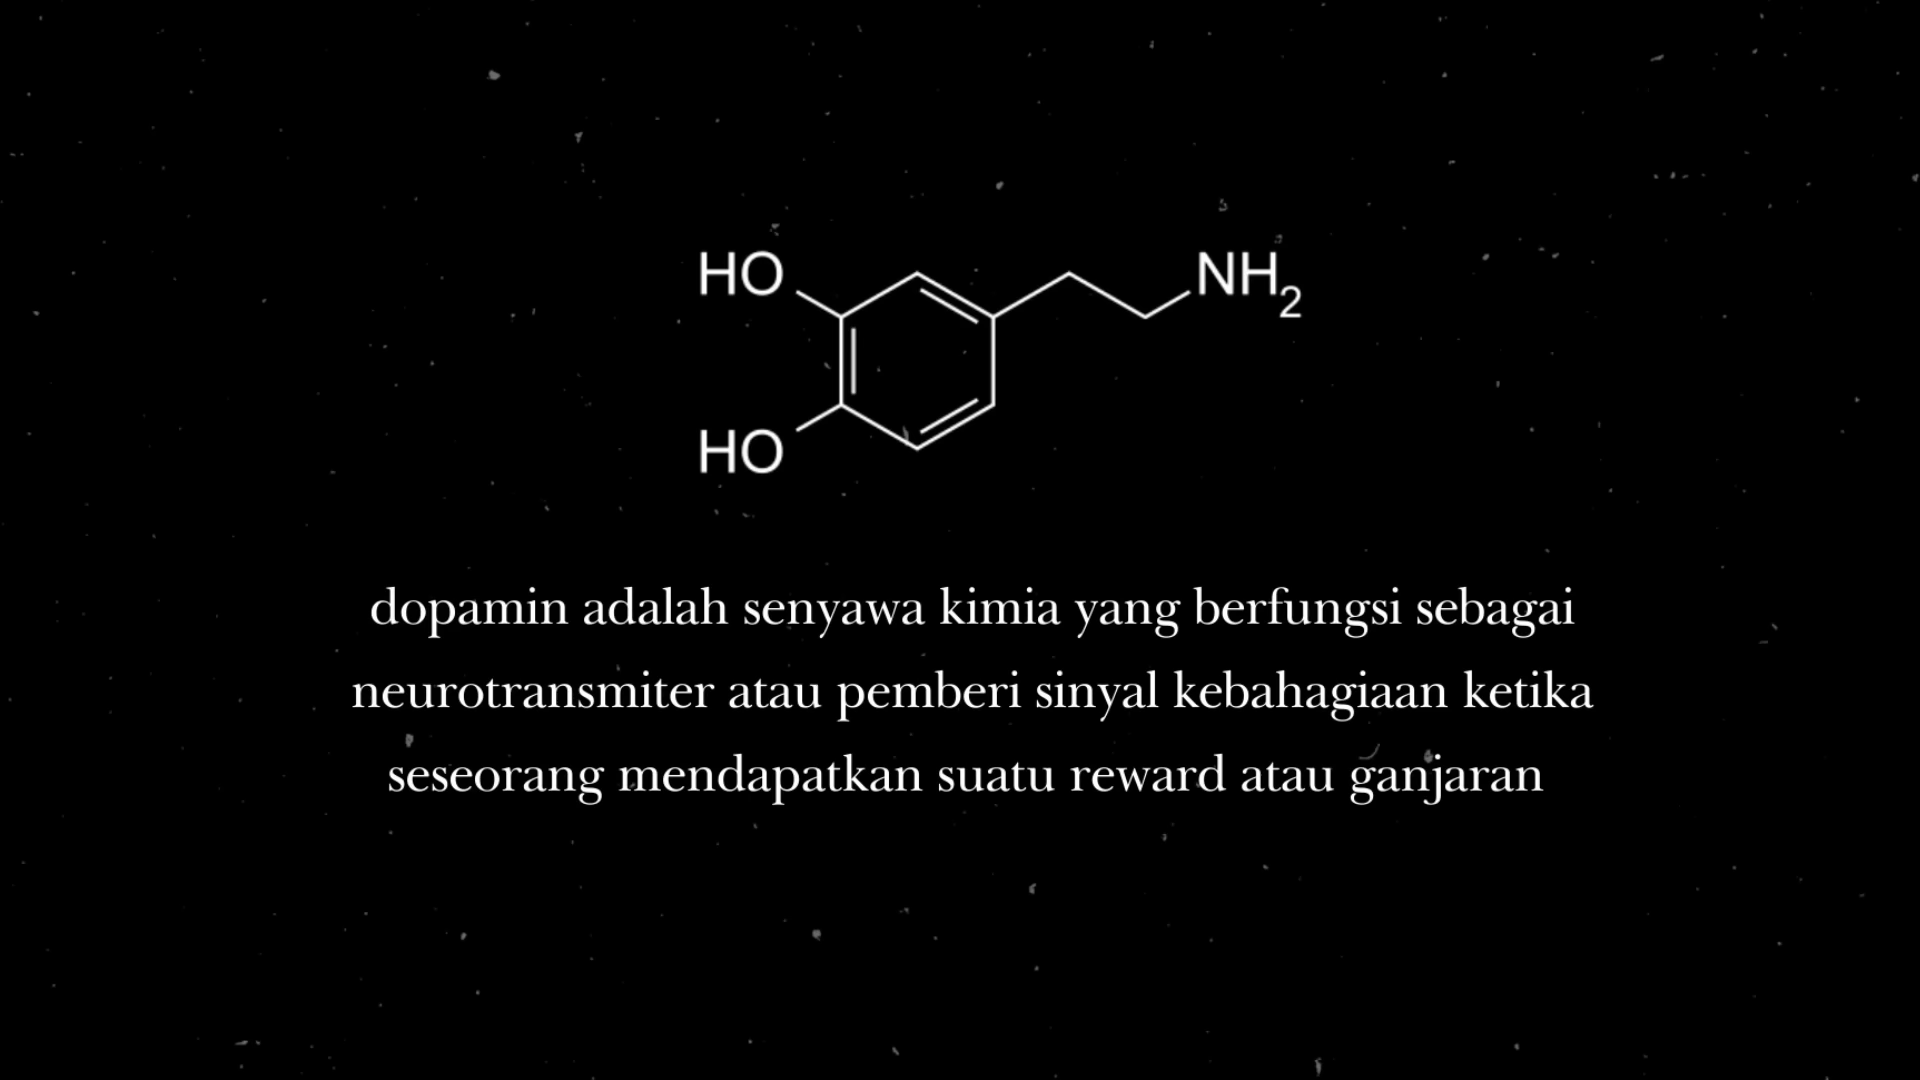 HO
NH2
HO
dopamin adalah senyawa kimia yang berfungsi sebagai
neurotransmiter atau pemberi sinyal kebahagiaan ketika
seseorang mendapatkan suatu reward atau ganjaran